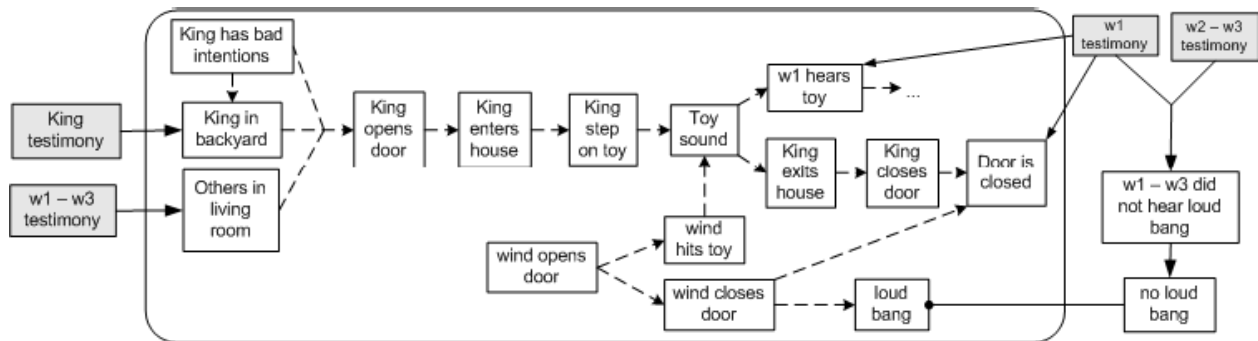 King has bad
intentions
King
testimony
King in
backyard
w1 – w3
testimony
Others in
living
room
King
opens
door
King
enters
house
King
step
on toy
Toy
sound
w1 hears
toy
...
King
exits
house
King
closes
door
Door is
closed
wind opens
door
wind
hits toy
wind closes
door
loud
bang
w1
testimony
w2 – w3
testimony
w1 – w3 did
not hear loud
bang
no loud
bang